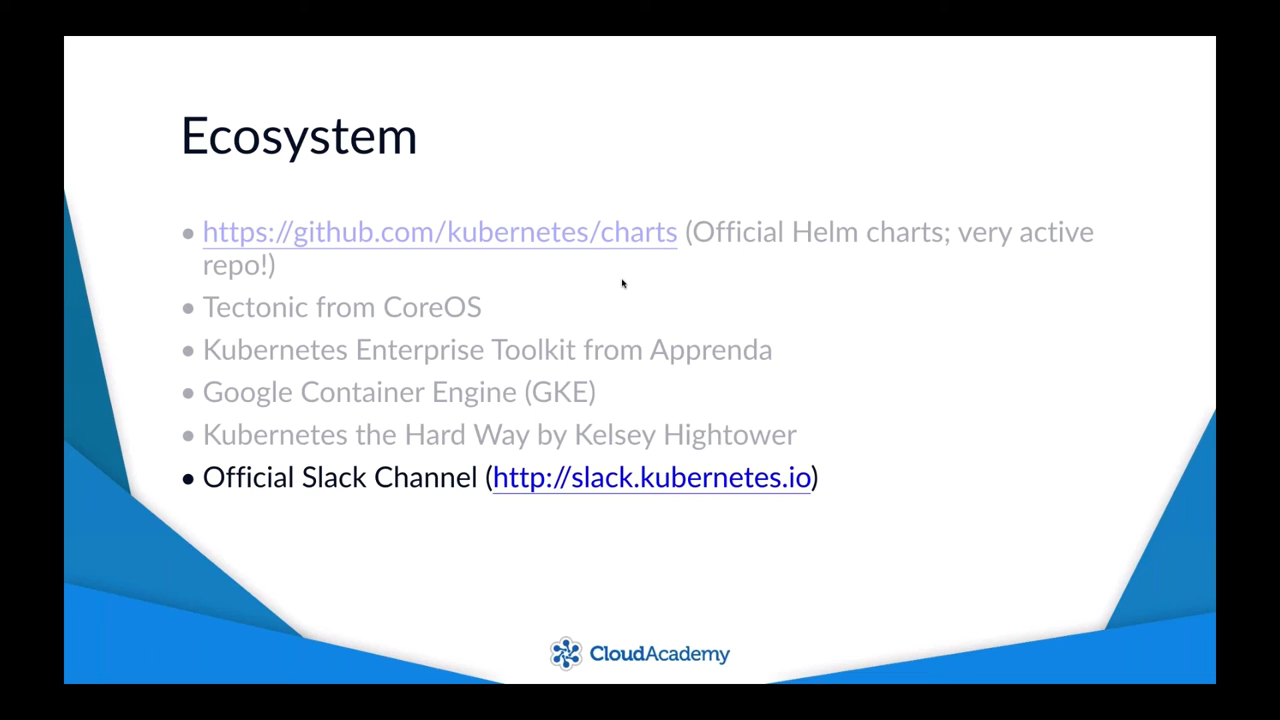 Ecosystem
• https://github.com/kubernetes/charts (Official Helm charts; very active
repo!)
• Tectonic from CoreOS
• Kubernetes Enterprise Toolkit from Apprenda
• Google Container Engine (GKE)
• Kubernetes the Hard Way by Kelsey Hightower
• Official Slack Channel (http://slack.kubernetes.io)
CloudAcademy